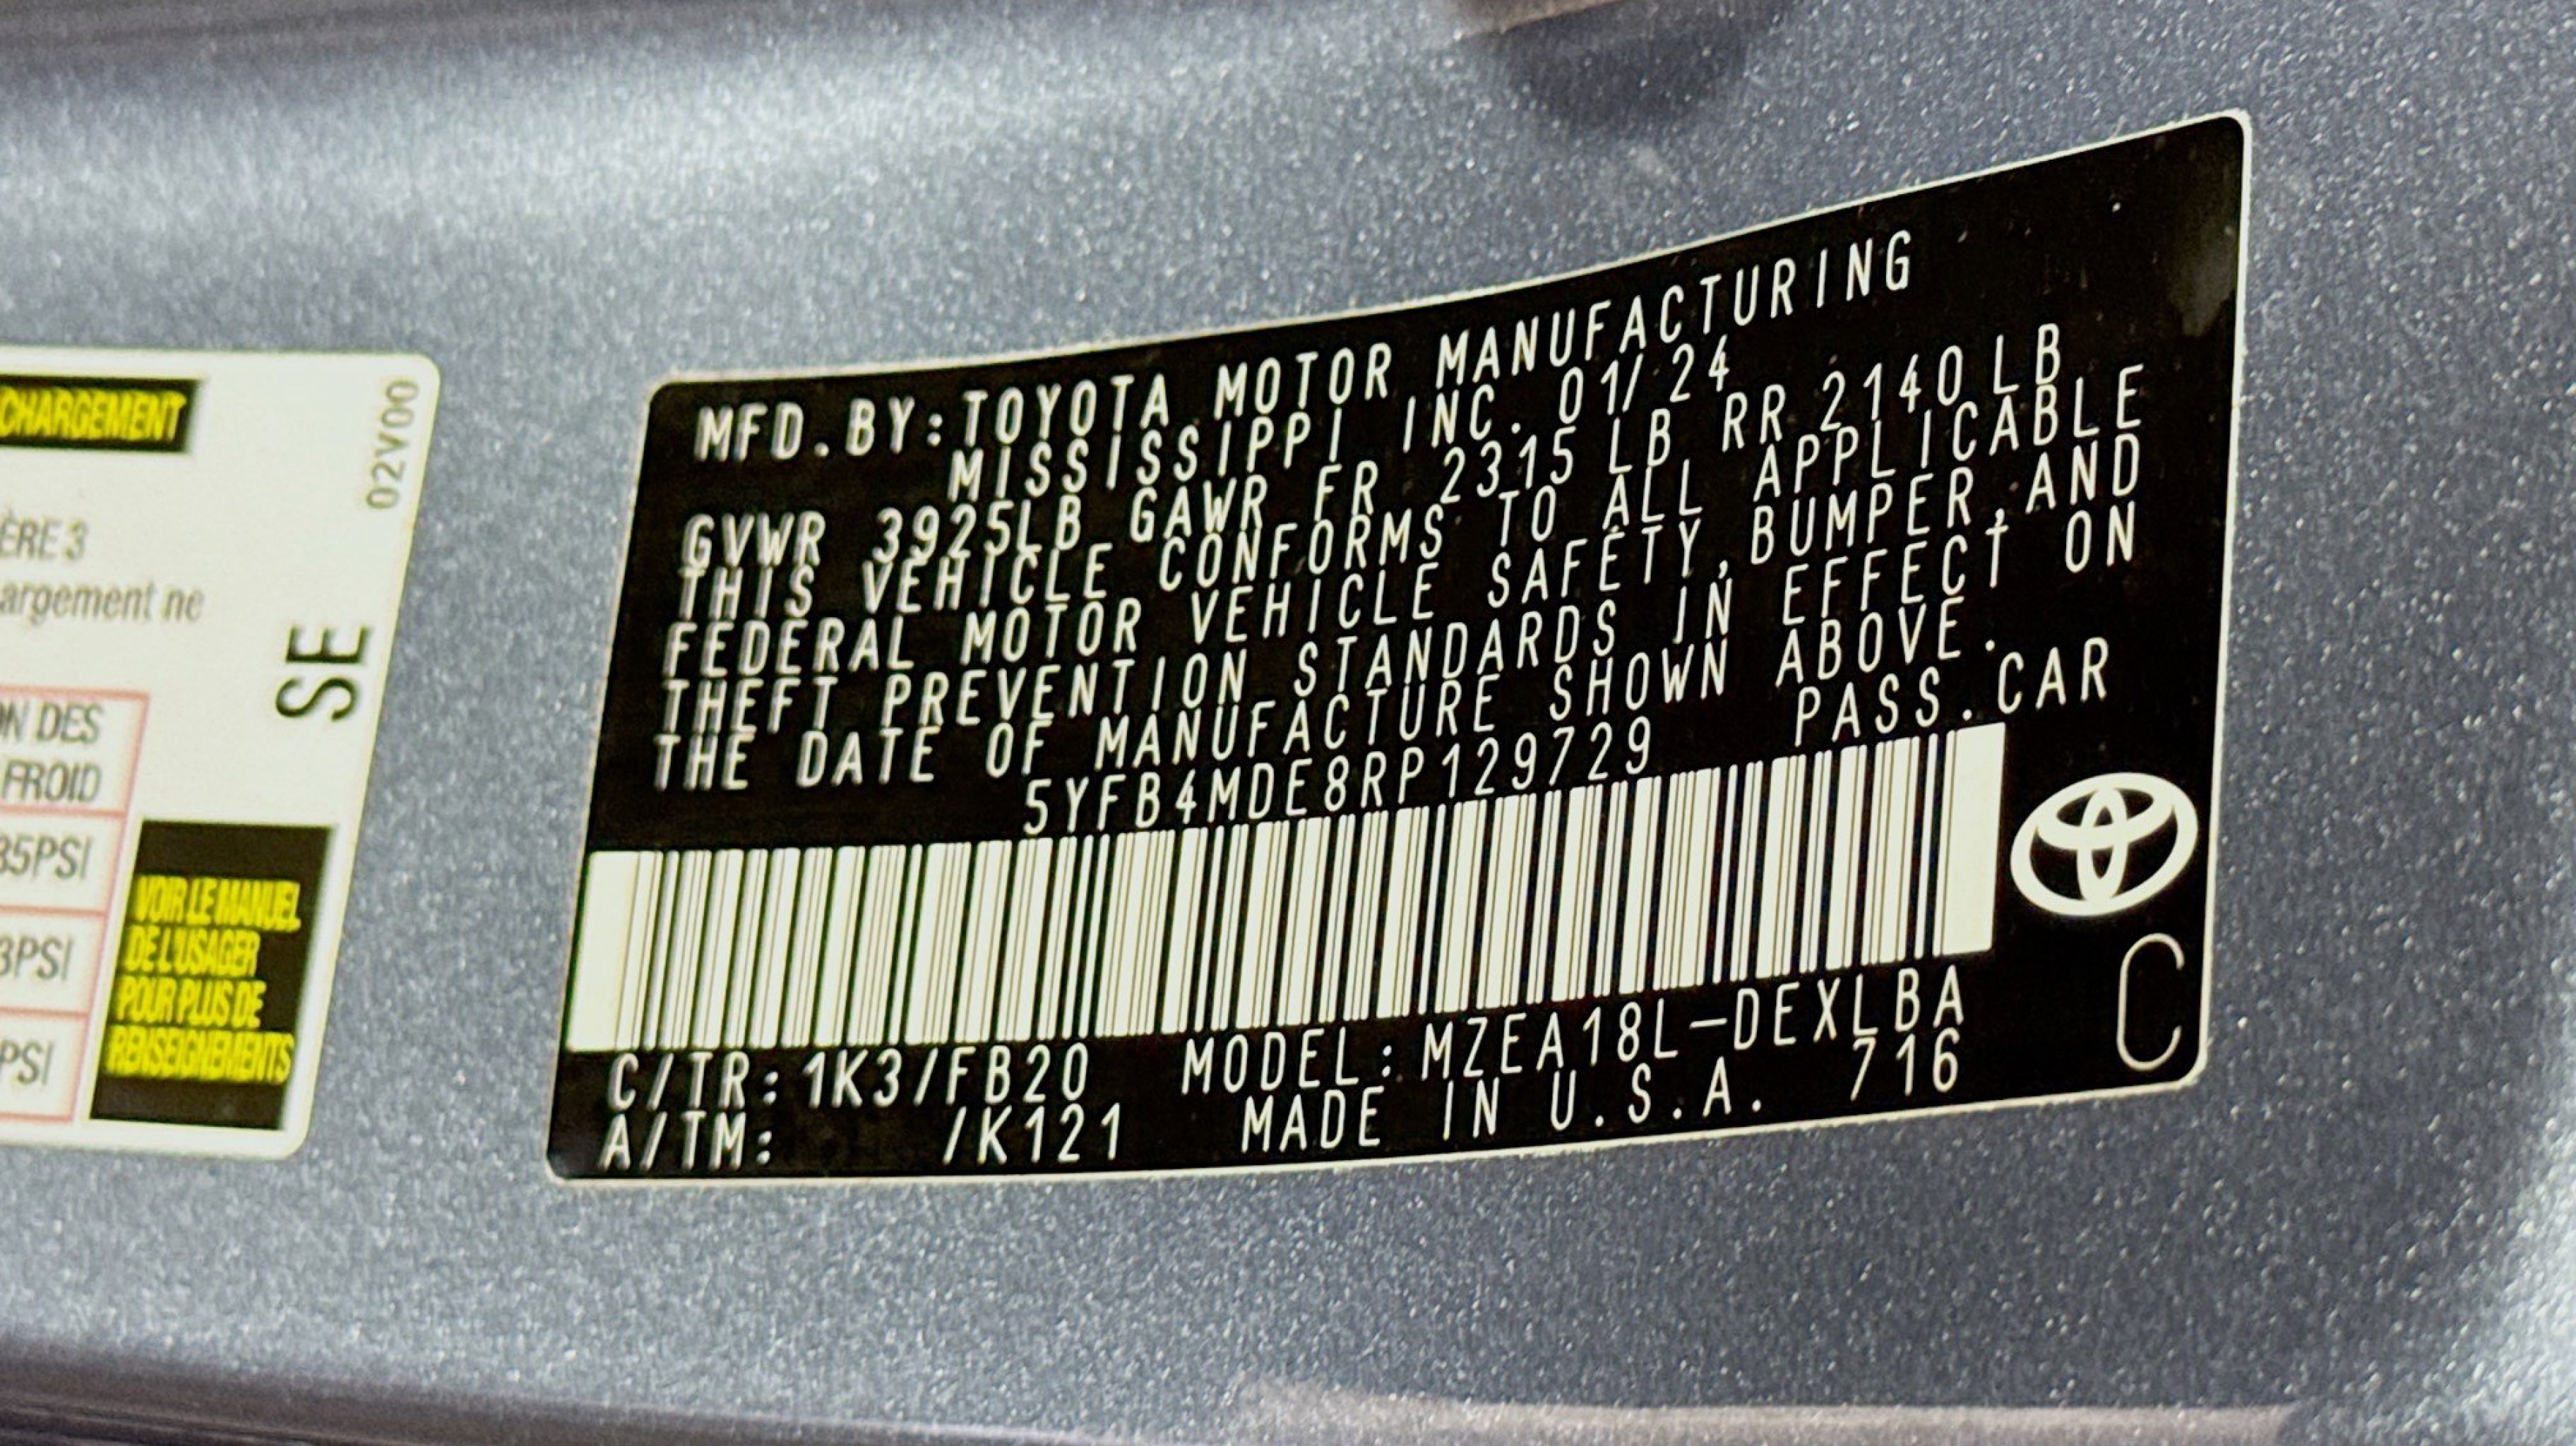 CHARGEMENT
02V00
ÈRE 3
argement ne
SE
ON DES
FROID
35PSI
3PSI
PSI
VOIR LE MANUEL
DE L'USAGER
POUR PLUS DE
RENSEIGNEMENTS
MFD.BY:TOYOTA MOTOR MANUFACTURING
MISSISSIPPI INC. 01/24
GVWR 3925LB GAWR FR 2315 LB RR 2140LB
THIS VEHICLE CONFORMS TO ALL APPLICABLE
FEDERAL MOTOR VEHICLE SAFETY,BUMPER,AND
THEFT PREVENTION STANDARDS IN EFFECT ON
THE DATE OF MANUFACTURE SHOWN ABOVE.
5YFB4MDE8RP129729 PASS.CAR
C/TR:1K3/FB20 MODEL:MZEA18L-DEXLBA
A/TM: /K121 MADE IN U.S.A. 716
C